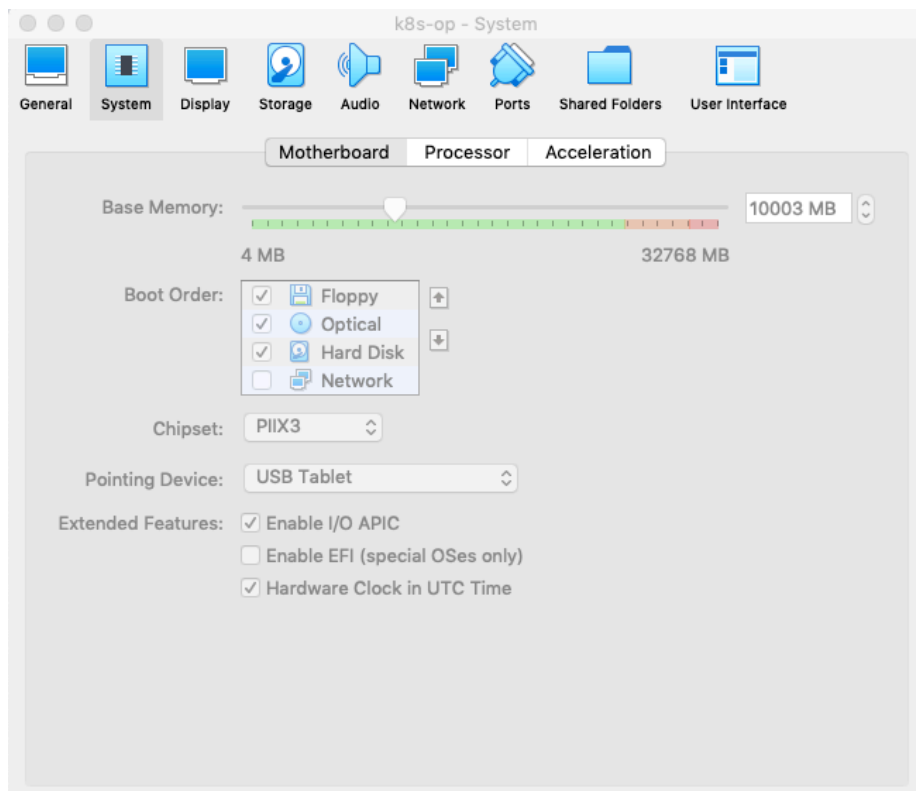 k8s-op - System
General System Display Storage Audio Network Ports Shared Folders User Interface
Motherboard Processor Acceleration
Base Memory: 10003 MB
4 MB 32768 MB
Boot Order: Floppy
Optical
Hard Disk
Network
Chipset: PIIX3
Pointing Device: USB Tablet
Extended Features: Enable I/O APIC
Enable EFI (special OSes only)
Hardware Clock in UTC Time